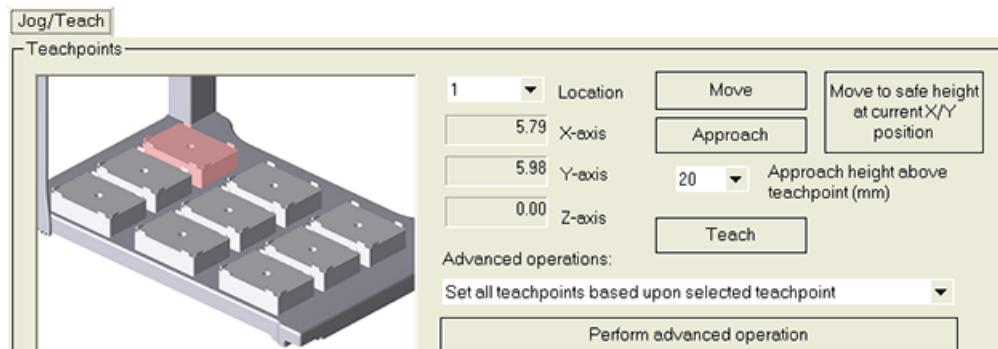 Jog/Teach
Teachpoints
1
Location
Move
Move to safe height
at current X/Y
position
5.79
X-axis
Approach
5.98
Y-axis
20
Approach height above
teachpoint (mm)
0.00
Z-axis
Teach
Advanced operations:
Set all teachpoints based upon selected teachpoint
Perform advanced operation